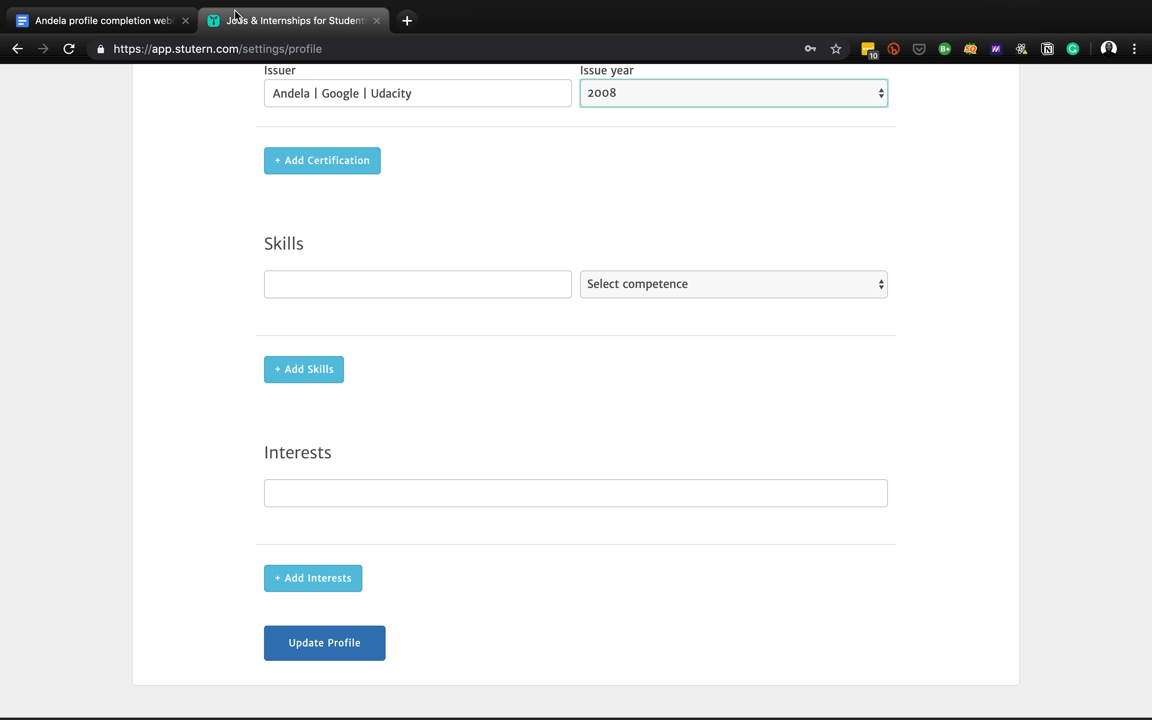 Andela profile completion web
Jobs & Internships for Student
https://app.stutern.com/settings/profile
10
Issuer
Issue year
Andela | Google | Udacity
2008
+ Add Certification
Skills
Select competence
+ Add Skills
Interests
+ Add Interests
Update Profile